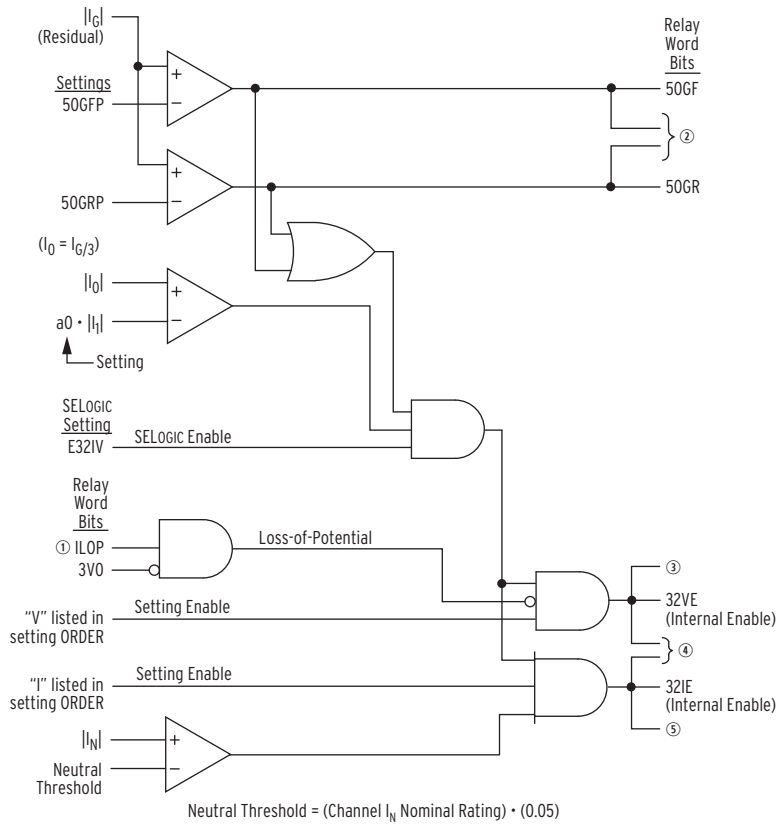 |I_G|
(Residual)
Settings
50GFP
50GRP
(I_0 = I_G/3)
|I_0|
a0 • |I_1|
Setting
SELOGIC
Setting
E32IV
SELOGIC Enable
Relay
Word
Bits
① ILOP
3V0
Loss-of-Potential
"V" listed in
setting ORDER
Setting Enable
"I" listed in
setting ORDER
Setting Enable
|I_N|
Neutral
Threshold
Relay
Word
Bits
50GF
②
50GR
③
32VE
(Internal Enable)
④
32IE
(Internal Enable)
⑤
+
−
+
−
+
−
+
−
Neutral Threshold = (Channel I_N Nominal Rating) • (0.05)